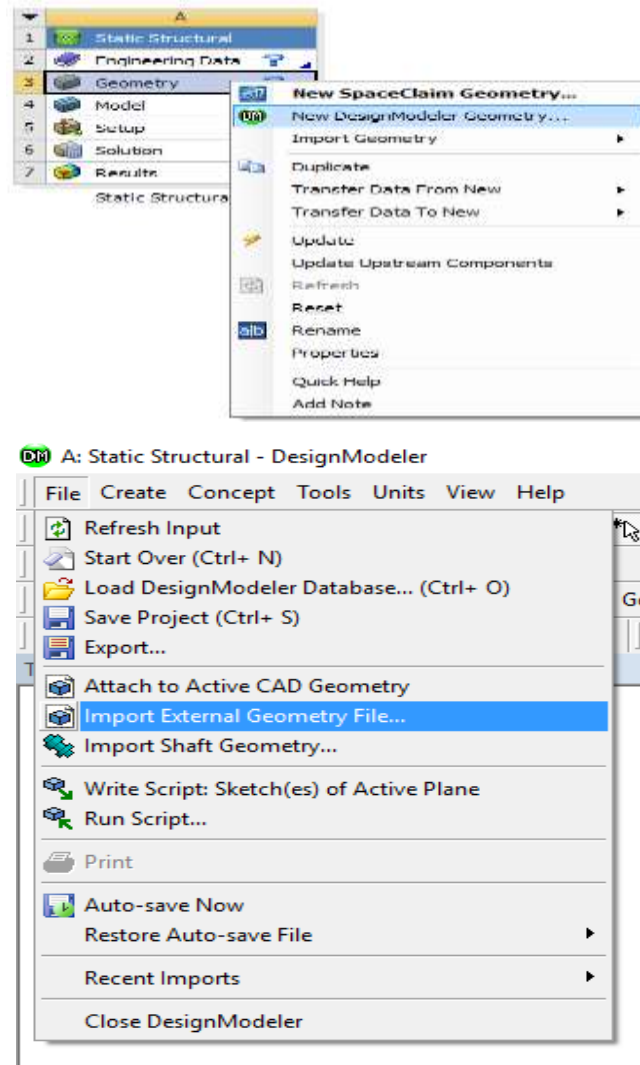 A
1 Static Structural
2 Engineering Data
3 Geometry
4 Model
5 Setup
6 Solution
7 Results
Static Structura
New SpaceClaim Geometry...
New DesignModeler Geometry...
Import Geometry
Duplicate
Transfer Data From New
Transfer Data To New
Update
Update Upstream Components
Refresh
Reset
Rename
Properties
Quick Help
Add Note
DM A: Static Structural - DesignModeler
File Create Concept Tools Units View Help
Refresh Input
Start Over (Ctrl+ N)
Load DesignModeler Database... (Ctrl+ O)
Save Project (Ctrl+ S)
Export...
Attach to Active CAD Geometry
Import External Geometry File...
Import Shaft Geometry...
Write Script: Sketch(es) of Active Plane
Run Script...
Print
Auto-save Now
Restore Auto-save File
Recent Imports
Close DesignModeler